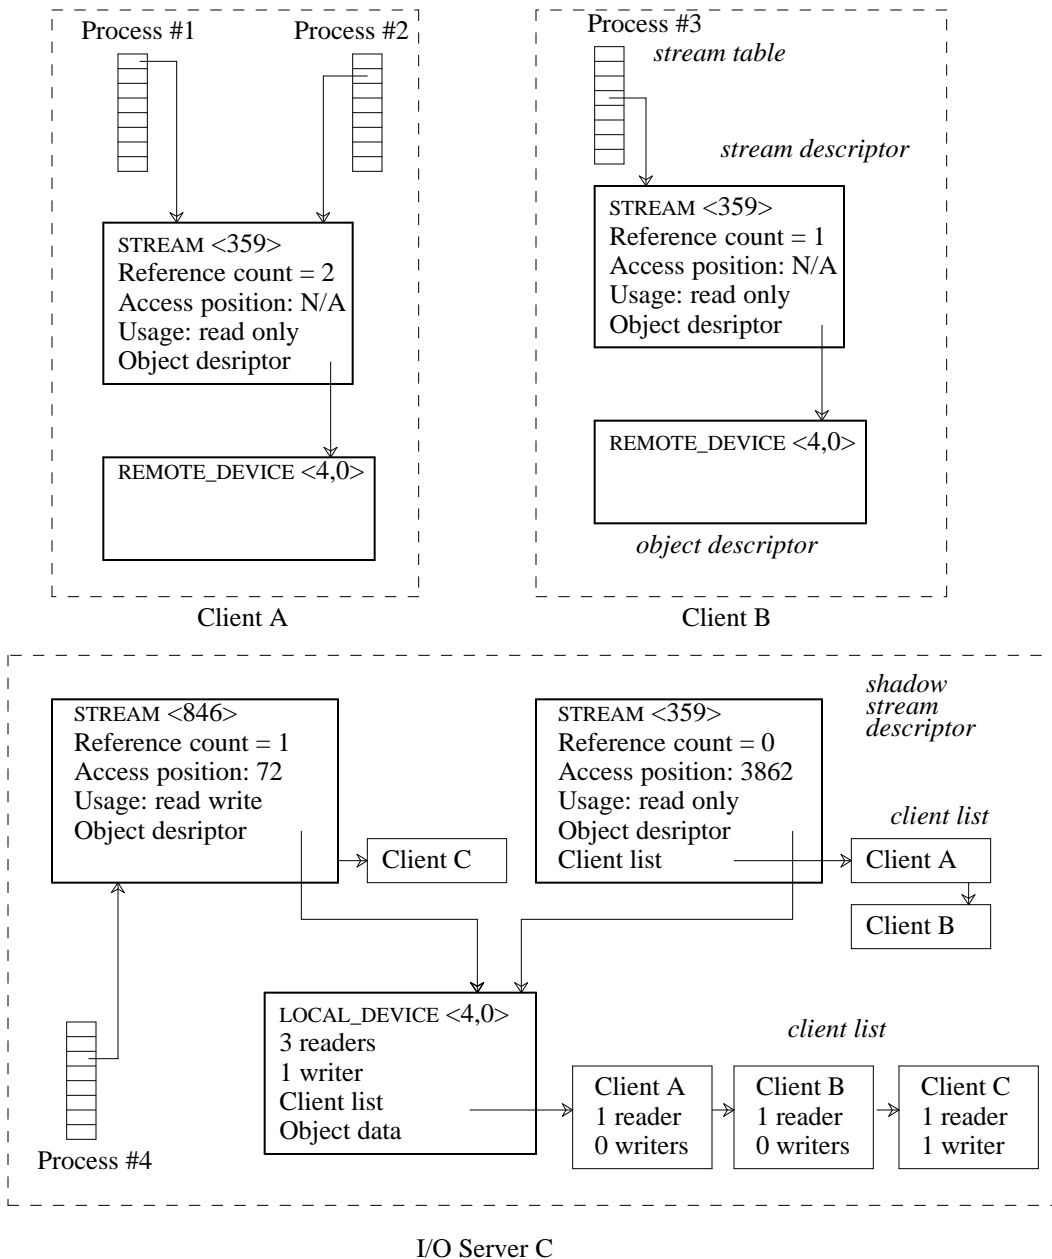 Process #1
Process #2
Process #3
stream table
stream descriptor
STREAM <359>
Reference count = 2
Access position: N/A
Usage: read only
Object desriptor
STREAM <359>
Reference count = 1
Access position: N/A
Usage: read only
Object desriptor
REMOTE_DEVICE <4,0>
REMOTE_DEVICE <4,0>
object descriptor
Client A
Client B
shadow
stream
descriptor
STREAM <846>
Reference count = 1
Access position: 72
Usage: read write
Object desriptor
Client C
STREAM <359>
Reference count = 0
Access position: 3862
Usage: read only
Object desriptor
Client list
client list
Client A
Client B
LOCAL_DEVICE <4,0>
3 readers
1 writer
Client list
Object data
client list
Client A
1 reader
0 writers
Client B
1 reader
0 writers
Client C
1 reader
1 writer
Process #4
I/O Server C